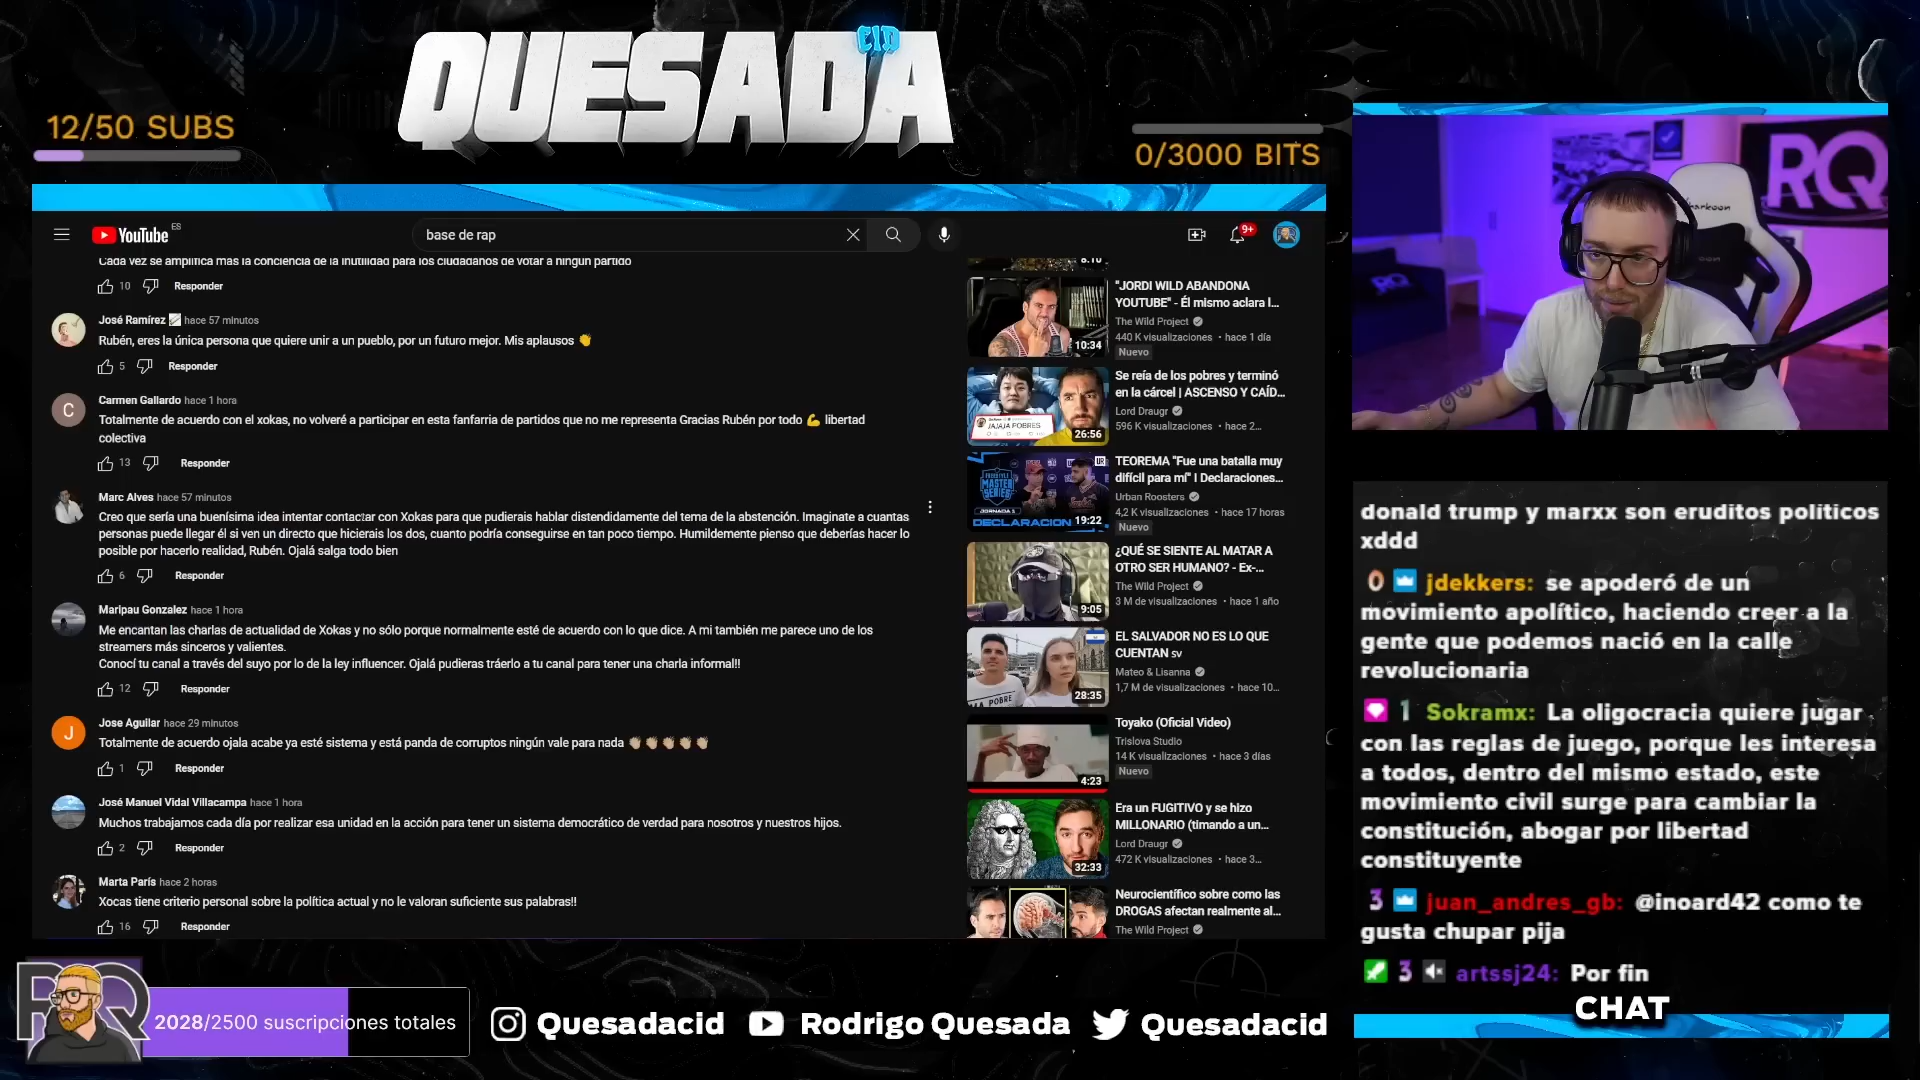 QUESADA
CID
12/50 SUBS
0/3000 BITS
YouTube ES
base de rap
9+
Cada vez se amplifica más la conciencia de la inutilidad para los ciudadanos de votar a ningún partido
10 Responder
José Ramírez hace 57 minutos
Rubén, eres la única persona que quiere unir a un pueblo, por un futuro mejor. Mis aplausos 👏
5 Responder
C
Carmen Gallardo hace 1 hora
Totalmente de acuerdo con el xokas, no volveré a participar en esta fanfarria de partidos que no me representa Gracias Rubén por todo 💪 libertad
colectiva
13 Responder
Marc Alves hace 57 minutos
Creo que sería una buenísima idea intentar contactar con Xokas para que pudierais hablar distendidamente del tema de la abstención. Imaginate a cuantas
personas puede llegar él si ven un directo que hicierais los dos, cuanto podría conseguirse en tan poco tiempo. Humildemente pienso que deberías hacer lo
posible por hacerlo realidad, Rubén. Ojalá salga todo bien
6 Responder
Maripau Gonzalez hace 1 hora
Me encantan las charlas de actualidad de Xokas y no sólo porque normalmente esté de acuerdo con lo que dice. A mi también me parece uno de los
streamers más sinceros y valientes.
Conocí tu canal a través del suyo por lo de la ley influencer. Ojalá pudieras tráerlo a tu canal para tener una charla informal!!
12 Responder
J
Jose Aguilar hace 29 minutos
Totalmente de acuerdo ojala acabe ya esté sistema y está panda de corruptos ningún vale para nada 👏🏼👏🏼👏🏼👏🏼👏🏼
1 Responder
José Manuel Vidal Villacampa hace 1 hora
Muchos trabajamos cada día por realizar esa unidad en la acción para tener un sistema democrático de verdad para nosotros y nuestros hijos.
2 Responder
Marta París hace 2 horas
Xocas tiene criterio personal sobre la política actual y no le valoran suficiente sus palabras!!
16 Responder
8:10
"JORDI WILD ABANDONA
YOUTUBE" - Él mismo aclara l...
The Wild Project
440 K visualizaciones • hace 1 día
Nuevo
10:34
Se reía de los pobres y terminó
en la cárcel | ASCENSO Y CAÍD...
Lord Draugr
596 K visualizaciones • hace 2...
JAJAJA POBRES
26:56
TEOREMA "Fue una batalla muy
difícil para mí" I Declaraciones...
Urban Roosters
4,2 K visualizaciones • hace 17 horas
Nuevo
UR
FREESTYLE
MASTER
SERIES
JORNADA 1
DECLARACION
19:22
¿QUÉ SE SIENTE AL MATAR A
OTRO SER HUMANO? - Ex-...
The Wild Project
3 M de visualizaciones • hace 1 año
9:05
EL SALVADOR NO ES LO QUE
CUENTAN sv
Mateo & Lisanna
1,7 M de visualizaciones • hace 10...
POBRE
28:35
Toyako (Oficial Video)
Trislova Studio
14 K visualizaciones • hace 3 días
Nuevo
4:23
Era un FUGITIVO y se hizo
MILLONARIO (timando a un...
Lord Draugr
472 K visualizaciones • hace 3...
32:33
Neurocientífico sobre como las
DROGAS afectan realmente al...
The Wild Project
RQ
RQ
donald trump y marxx son eruditos políticos
xddd
0 jdekkers: se apoderó de un
movimiento apolítico, haciendo creer a la
gente que podemos nació en la calle
revolucionaria
1 Sokramx: La oligocracia quiere jugar
con las reglas de juego, porque les interesa
a todos, dentro del mismo estado, este
movimiento civil surge para cambiar la
constitución, abogar por libertad
constituyente
3 juan_andres_gb: @inoard42 como te
gusta chupar pija
3 artssj24: Por fin
CHAT
RQ
2028/2500 suscripciones totales
Quesadacid
Rodrigo Quesada
Quesadacid